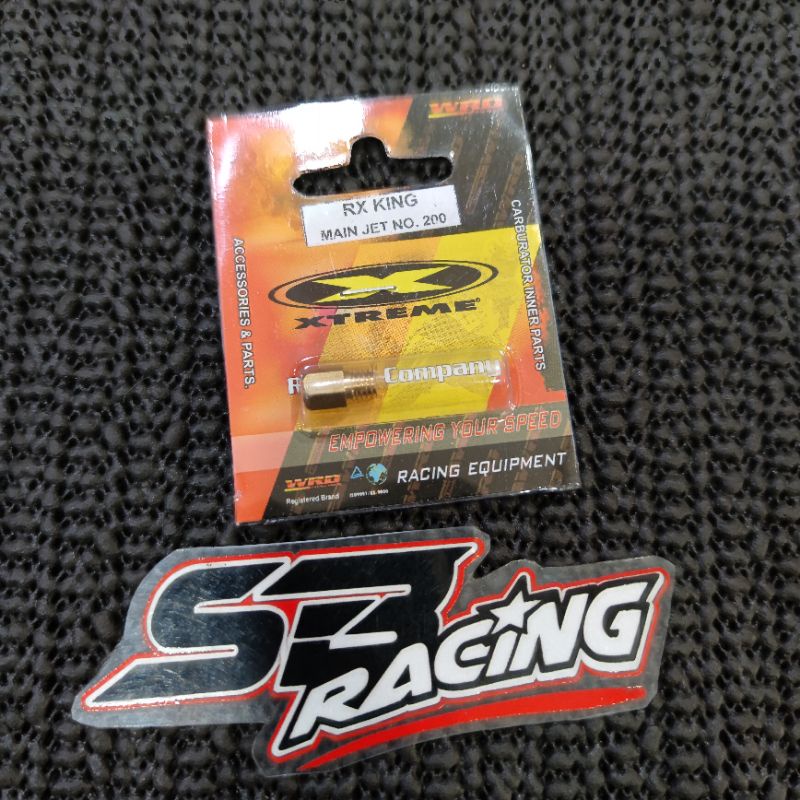 WRD
RX KING
MAIN JET NO. 200
ACCESSORIES & PARTS.
CARBURATOR INNER PARTS
XTREME
Company
EMPOWERING YOUR SPEED
WRD
Registered Brand
RACING EQUIPMENT
S3
RACING